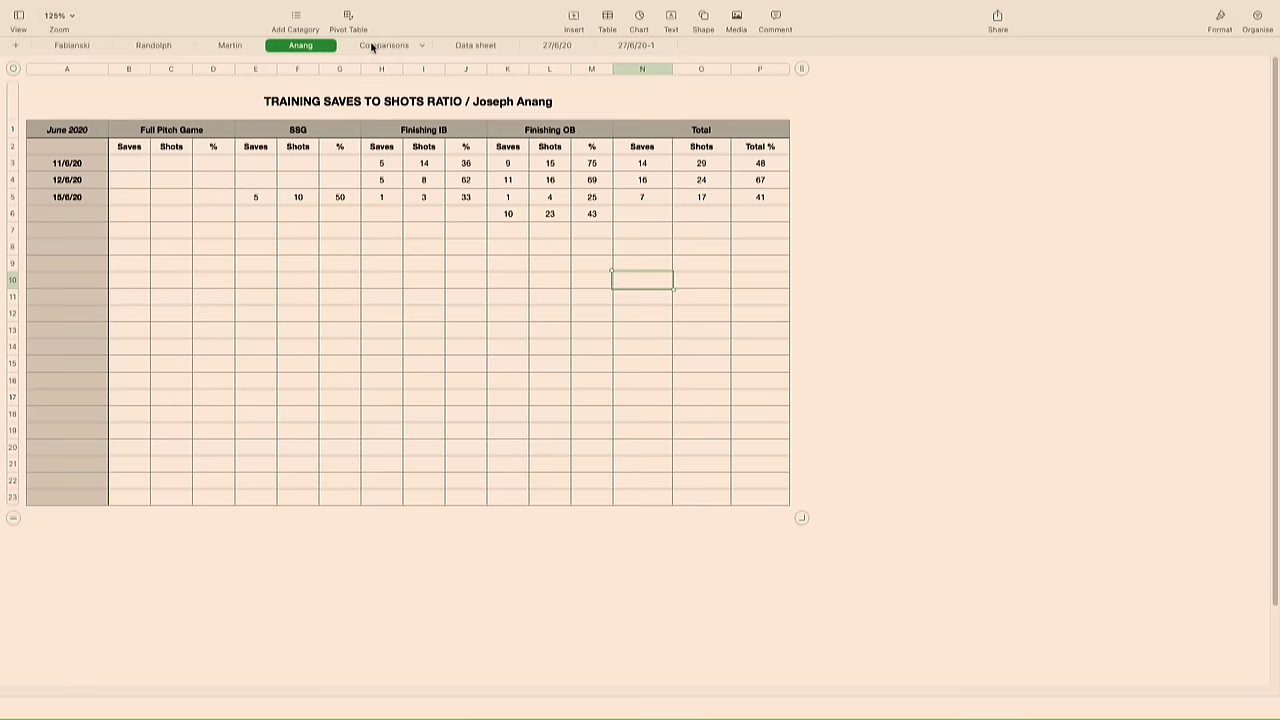 125%
View Zoom Add Category Pivot Table Insert Table Chart Text Shape Media Comment Share Format Organise
+ Fabianski Randolph Martin Anang Comparisons Data sheet 27/6/20 27/6/20-1
A B C D E F G H I J K L M N O P
TRAINING SAVES TO SHOTS RATIO / Joseph Anang
1 June 2020 Full Pitch Game SSG Finishing IB Finishing OB Total
2 Saves Shots % Saves Shots % Saves Shots % Saves Shots % Saves Shots Total %
3 11/6/20 5 14 36 9 15 75 14 29 48
4 12/6/20 5 8 62 11 16 69 16 24 67
5 15/6/20 5 10 50 1 3 33 1 4 25 7 17 41
6 10 23 43
7
8
9
10
11
12
13
14
15
16
17
18
19
20
21
22
23